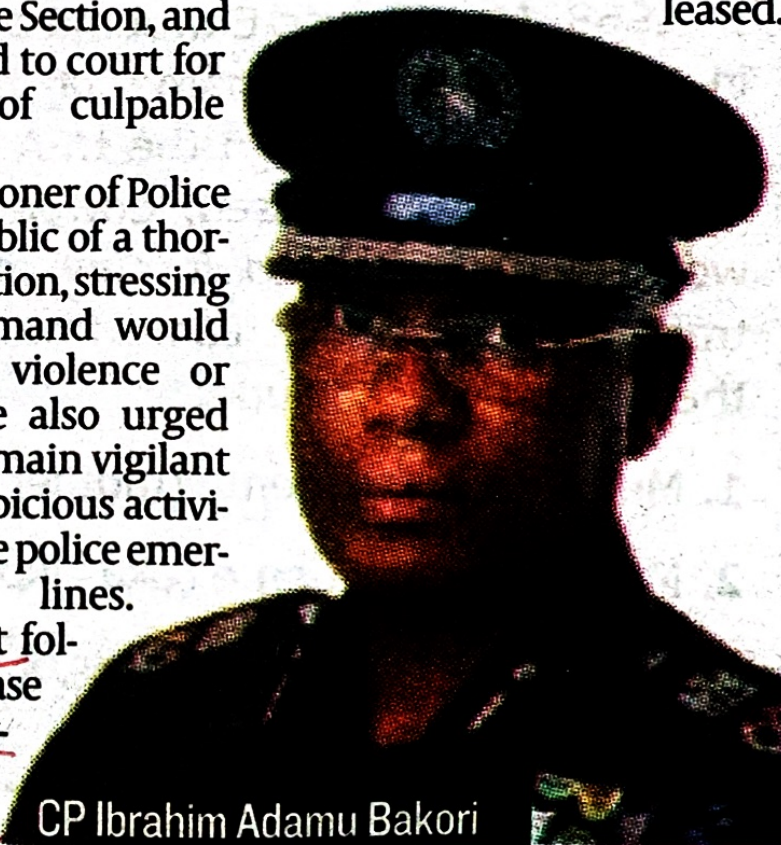 e Section, and
d to court for
of culpable
oner of Police
blic of a thor-
tion, stressing
mand would
violence or
e also urged
main vigilant
picious activi-
e police emer-
lines.
t fol-
ase
-
leased.
CP Ibrahim Adamu Bakori